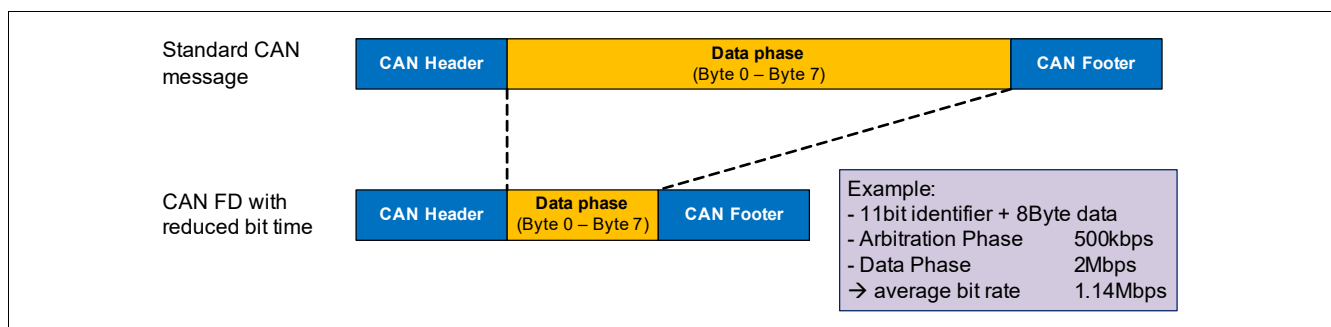 Standard CAN
message
CAN Header
Data phase
(Byte 0 – Byte 7)
CAN Footer
CAN FD with
reduced bit time
CAN Header
Data phase
(Byte 0 – Byte 7)
CAN Footer
Example:
- 11bit identifier + 8Byte data
- Arbitration Phase 500kbps
- Data Phase 2Mbps
→ average bit rate 1.14Mbps